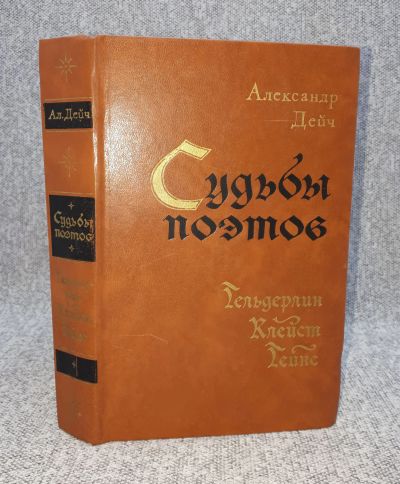 Ал. Дейч
Судьбы
поэтов
Александр
Дейч
Судьбы
поэтов
Гельдерлин
Клейст
Гейне